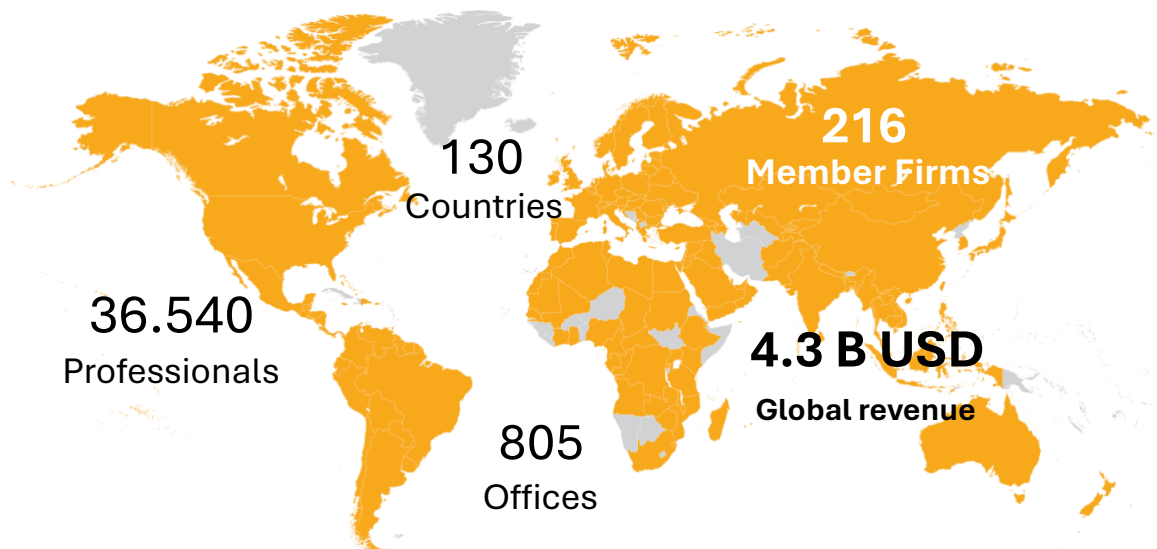 216
Member Firms
130
Countries
36.540
Professionals
4.3 B USD
Global revenue
805
Offices